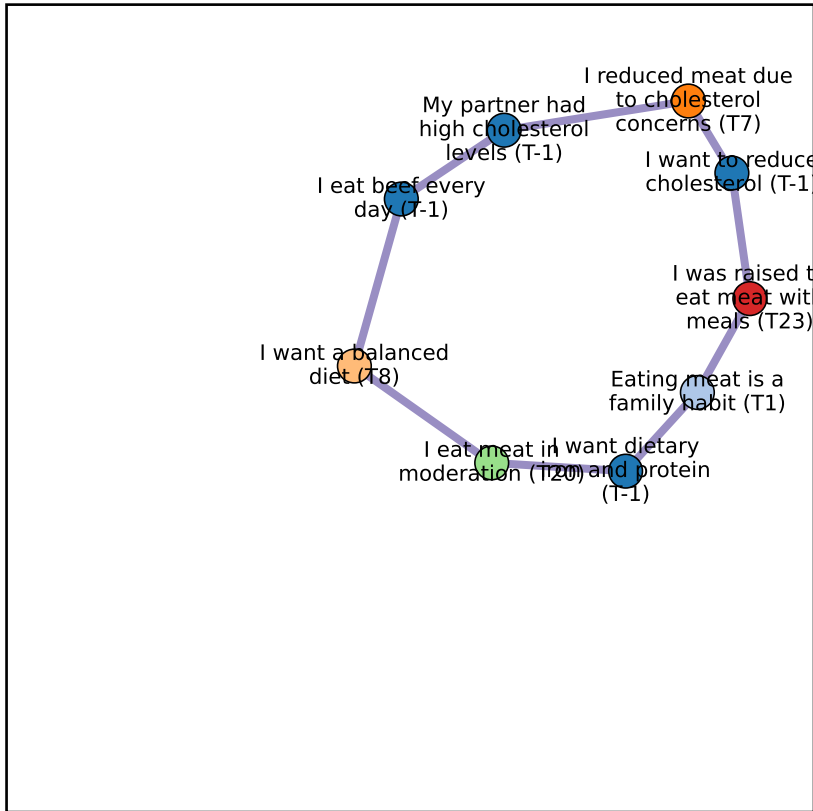 I reduced meat due
to cholesterol
concerns (T7)
My partner had
high cholesterol
levels (T-1)
I want to reduce
cholesterol (T-1)
I eat beef every
day (T-1)
I was raised t
eat meat with
meals (T23)
I want a balanced
diet (T8)
Eating meat is a
family habit (T1)
I eat meat in
moderation (T20)
I want dietary
iron and protein
(T-1)